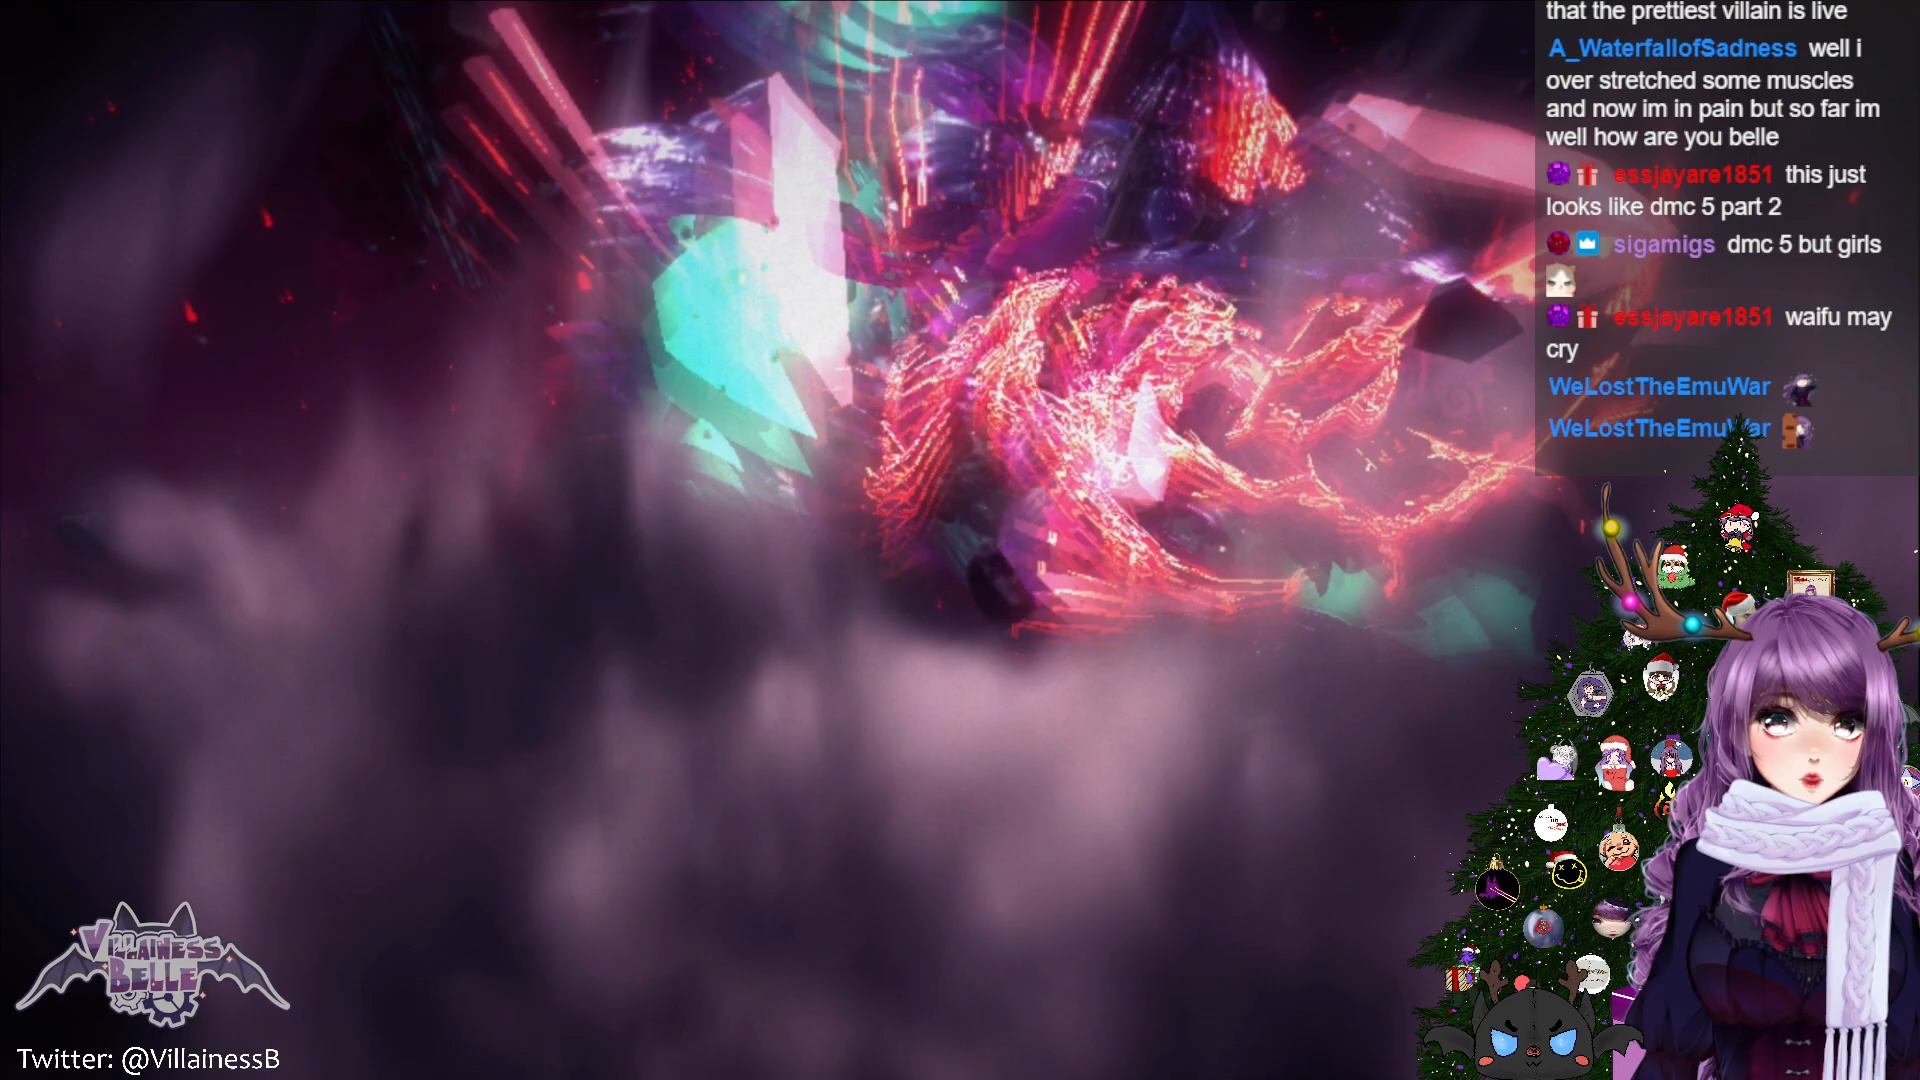 that the prettiest villain is live
A_WaterfallofSadness well i
over stretched some muscles
and now im in pain but so far im
well how are you belle
essjayare1851 this just
looks like dmc 5 part 2
sigamigs dmc 5 but girls
essjayare1851 waifu may
cry
WeLostTheEmuWar
WeLostTheEmuWar
VILLAINESS
BELLE
Twitter: @VillainessB